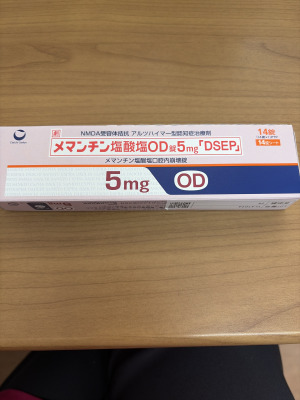 NMDA受容体拮抗 アルツハイマー型認知症治療剤
劇 メマンチン塩酸塩OD錠5mg「DSEP」
メマンチン塩酸塩口腔内崩壊錠
14錠
5mg OD
OD